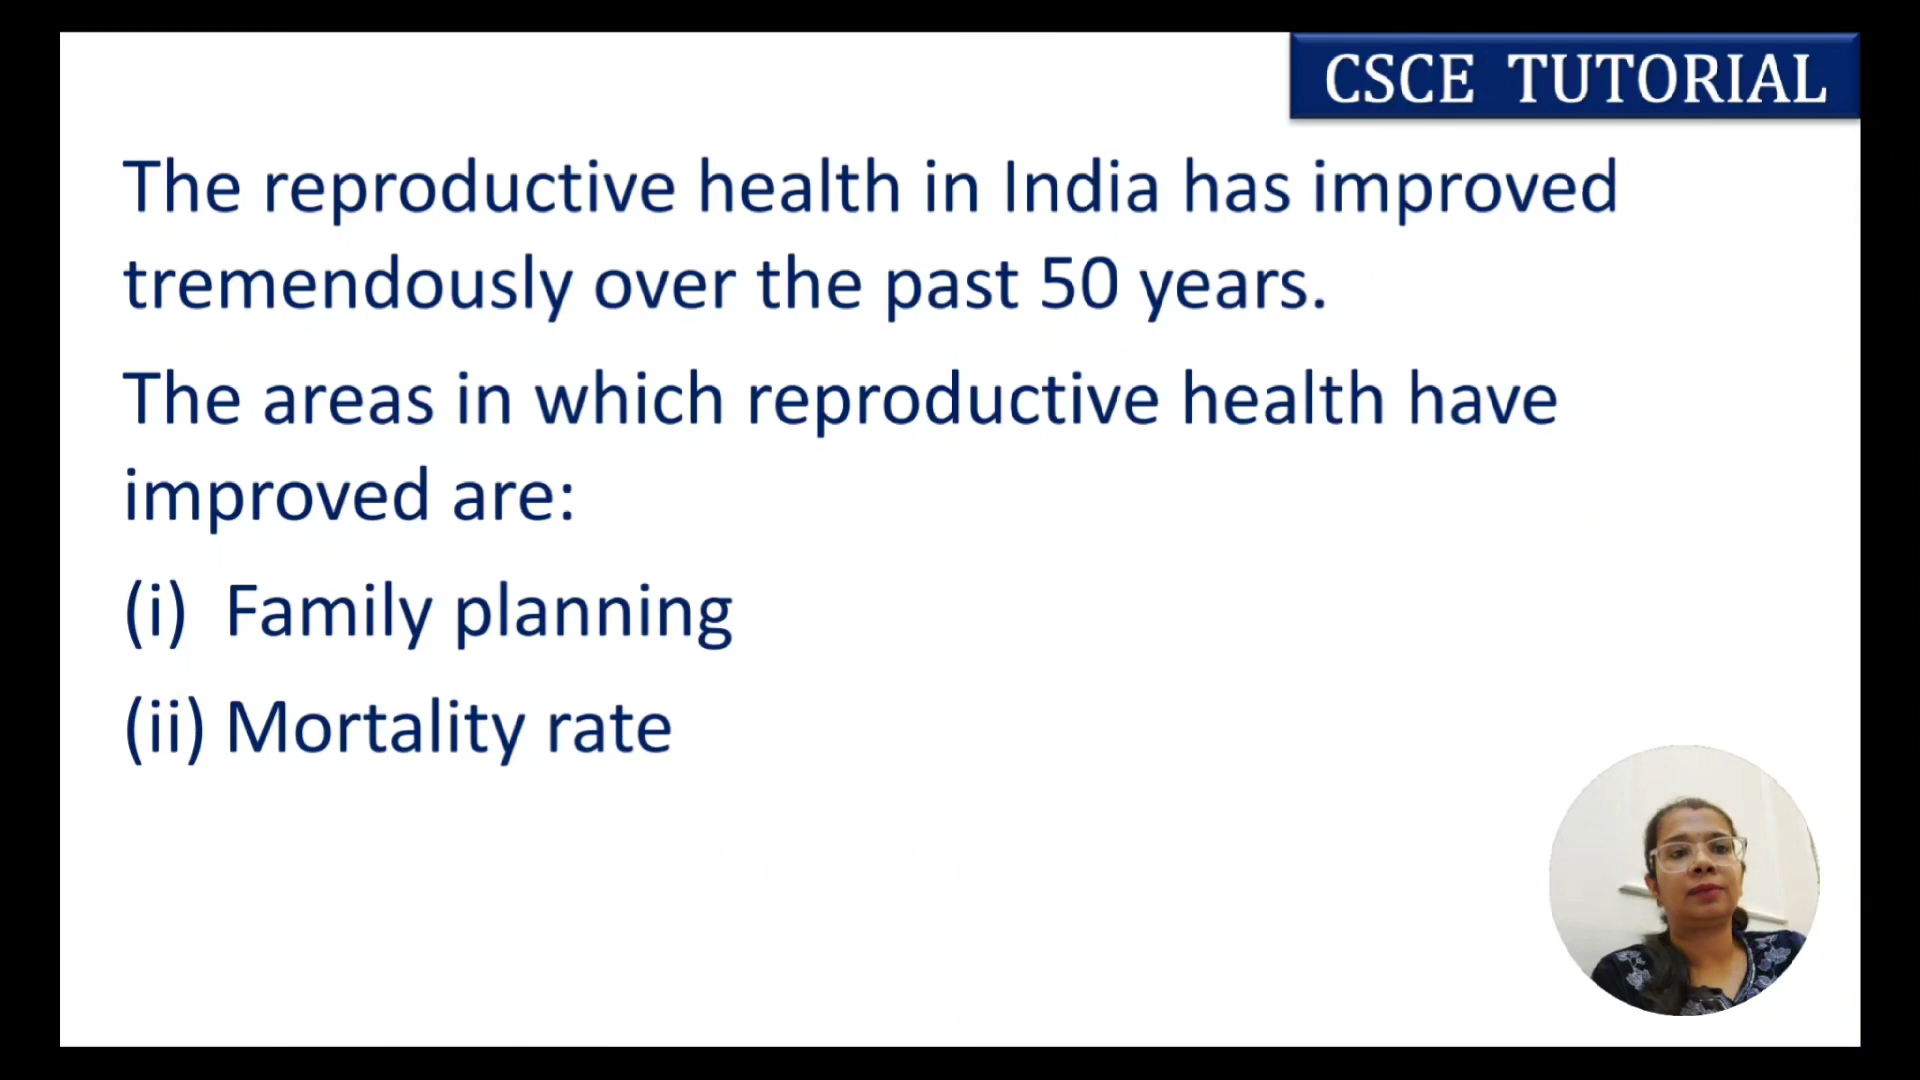 CSCE TUTORIAL
The reproductive health in India has improved
tremendously over the past 50 years.
The areas in which reproductive health have
improved are:
(i) Family planning
(ii) Mortality rate